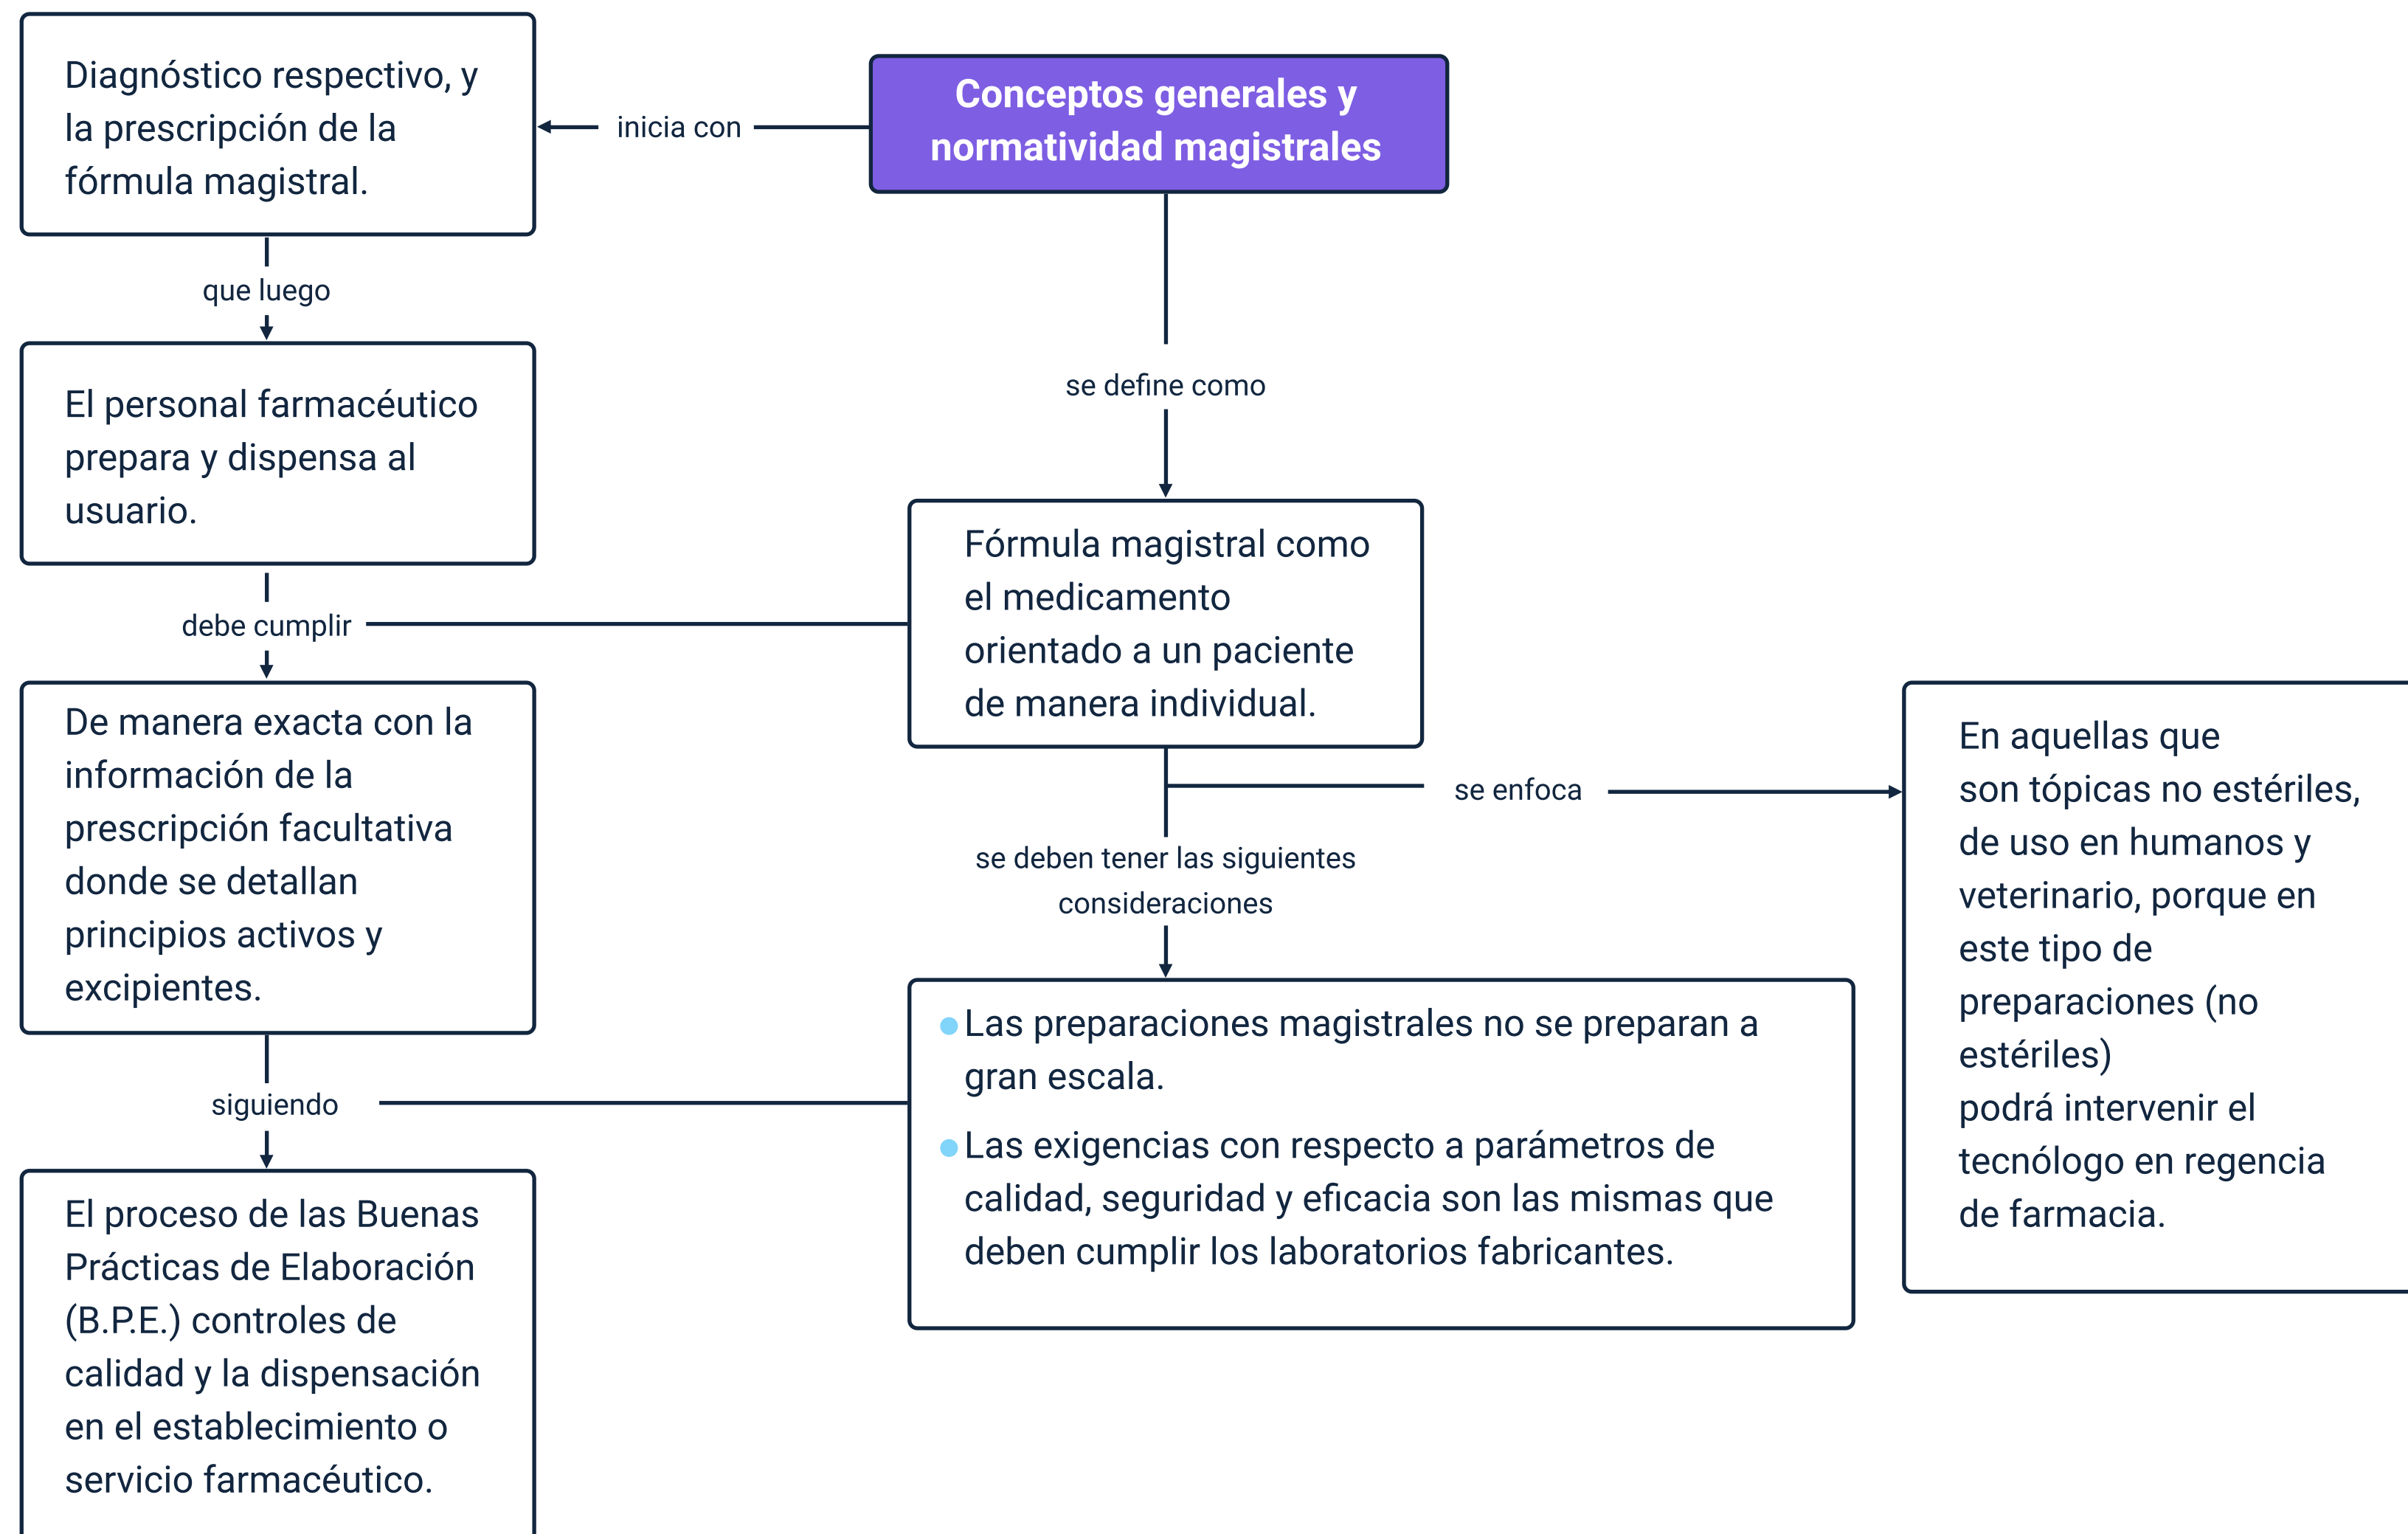 Conceptos generales y
normatividad magistrales
inicia con
Diagnóstico respectivo, y
la prescripción de la
fórmula magistral.
que luego
El personal farmacéutico
prepara y dispensa al
usuario.
debe cumplir
De manera exacta con la
información de la
prescripción facultativa
donde se detallan
principios activos y
excipientes.
siguiendo
El proceso de las Buenas
Prácticas de Elaboración
(B.P.E.) controles de
calidad y la dispensación
en el establecimiento o
servicio farmacéutico.
se define como
Fórmula magistral como
el medicamento
orientado a un paciente
de manera individual.
se enfoca
En aquellas que
son tópicas no estériles,
de uso en humanos y
veterinario, porque en
este tipo de
preparaciones (no
estériles)
podrá intervenir el
tecnólogo en regencia
de farmacia.
se deben tener las siguientes
consideraciones
Las preparaciones magistrales no se preparan a
gran escala.
Las exigencias con respecto a parámetros de
calidad, seguridad y eficacia son las mismas que
deben cumplir los laboratorios fabricantes.